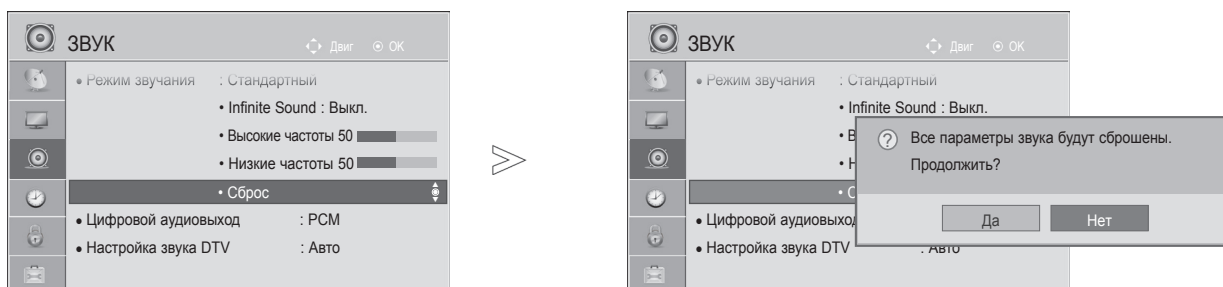 ЗВУК
Двиг OK
• Режим звучания : Стандартный
• Infinite Sound : Выкл.
• Высокие частоты 50
• Низкие частоты 50
• Сброс
• Цифровой аудиовыход : PCM
• Настройка звука DTV : Авто
ЗВУК
Двиг OK
• Режим звучания : Стандартный
• Infinite Sound : Выкл.
• В
• Н
• С
• Цифровой аудиовыход
• Настройка звука DTV : Авто
? Все параметры звука будут сброшены.
Продолжить?
Да Нет